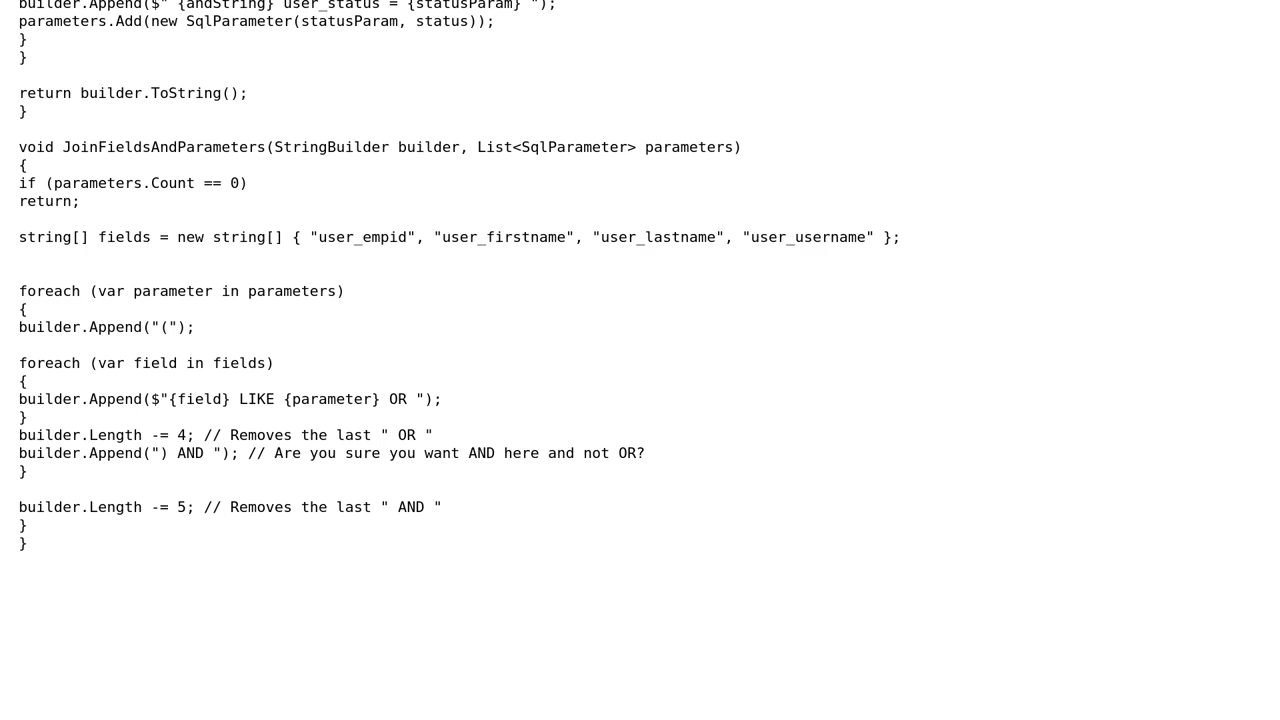 builder.Append($" {andString} user_status = {statusParam} ");
parameters.Add(new SqlParameter(statusParam, status));
}
}
return builder.ToString();
}
void JoinFieldsAndParameters(StringBuilder builder, List<SqlParameter> parameters)
{
if (parameters.Count == 0)
return;
string[] fields = new string[] { "user_empid", "user_firstname", "user_lastname", "user_username" };
foreach (var parameter in parameters)
{
builder.Append("(");
foreach (var field in fields)
{
builder.Append($"{field} LIKE {parameter} OR ");
}
builder.Length -= 4; // Removes the last " OR "
builder.Append(") AND "); // Are you sure you want AND here and not OR?
}
builder.Length -= 5; // Removes the last " AND "
}
}